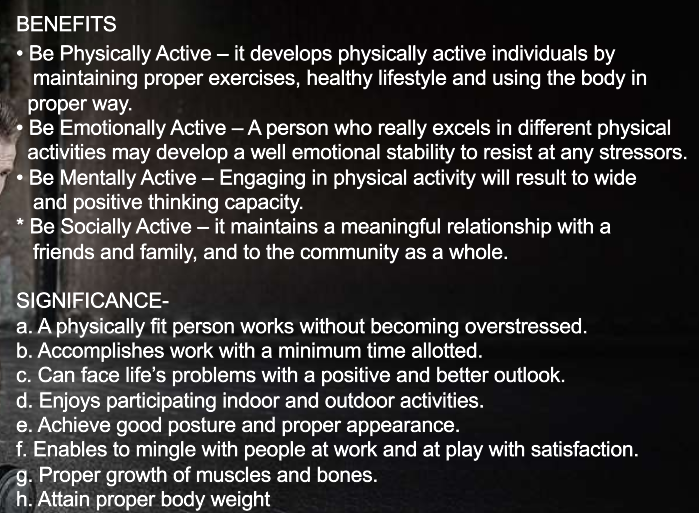 BENEFITS
• Be Physically Active – it develops physically active individuals by
maintaining proper exercises, healthy lifestyle and using the body in
proper way.
• Be Emotionally Active – A person who really excels in different physical
activities may develop a well emotional stability to resist at any stressors.
• Be Mentally Active – Engaging in physical activity will result to wide
and positive thinking capacity.
* Be Socially Active – it maintains a meaningful relationship with a
friends and family, and to the community as a whole.
SIGNIFICANCE-
a. A physically fit person works without becoming overstressed.
b. Accomplishes work with a minimum time allotted.
c. Can face life’s problems with a positive and better outlook.
d. Enjoys participating indoor and outdoor activities.
e. Achieve good posture and proper appearance.
f. Enables to mingle with people at work and at play with satisfaction.
g. Proper growth of muscles and bones.
h. Attain proper body weight